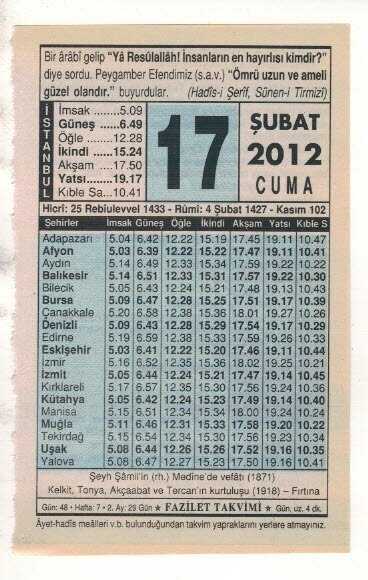 Bir ârâbî gelip "Yâ Resûlallâh! İnsanların en hayırlısı kimdir?"
diye sordu. Peygamber Efendimiz (s.a.v.) "Ömrü uzun ve ameli
güzel olandır." buyurdular. (Hadîs-i Şerîf, Sünen-i Tirmizî)
İSTANBUL
İmsak ........5.09
Güneş ......6.49
Öğle ........12.28
İkindi .....15.24
Akşam ....17.50
Yatsı......19.17
Kıble Sa...10.41
17
ŞUBAT
2012
CUMA
Hicrî: 25 Rebîulevvel 1433 - Rûmî: 4 Şubat 1427 - Kasım 102
Şehirler İmsak Güneş Öğle İkindi Akşam Yatsı Kıble S
Adapazarı 5.04 6.42 12.22 15.19 17.45 19.11 10.47
Afyon 5.03 6.39 12.22 15.22 17.47 19.11 10.41
Aydın 5.14 6.49 12.33 15.34 17.59 19.22 10.22
Balıkesir 5.14 6.51 12.33 15.31 17.57 19.22 10.30
Bilecik 5.05 6.43 12.24 15.21 17.48 19.13 10.43
Bursa 5.09 6.47 12.28 15.25 17.51 19.17 10.39
Çanakkale 5.20 6.58 12.38 15.36 18.01 19.27 10.26
Denizli 5.09 6.43 12.28 15.29 17.54 19.17 10.29
Edirne 5.19 6.59 12.38 15.33 17.59 19.26 10.33
Eskişehir 5.03 6.41 12.22 15.20 17.46 19.11 10.44
İzmir 5.16 6.52 12.35 15.36 18.02 19.25 10.21
İzmit 5.05 6.44 12.24 15.21 17.47 19.14 10.45
Kırklareli 5.17 6.57 12.35 15.30 17.56 19.24 10.36
Kütahya 5.05 6.42 12.24 15.23 17.49 19.14 10.40
Manisa 5.15 6.51 12.34 15.34 18.00 19.24 10.24
Muğla 5.11 6.46 12.31 15.33 17.58 19.20 10.22
Tekirdağ 5.15 6.54 12.34 15.30 17.56 19.23 10.34
Uşak 5.08 6.44 12.26 15.26 17.52 19.16 10.35
Yalova 5.08 6.47 12.27 15.23 17.50 19.16 10.41
Şeyh Şâmil'in (rh.) Medîne'de vefâtı (1871)
Kelkit, Tonya, Akçaabat ve Tercan'ın kurtuluşu (1918) – Fırtına
Gün: 48 • Hafta: 7 • 2. Ay: 29 Gün ★ FAZİLET TAKVİMİ ★ Gün, uz. 4 dk.
Âyet-hadîs meâlleri v.b. bulunduğundan takvim yapraklarını yerlere atmayınız.